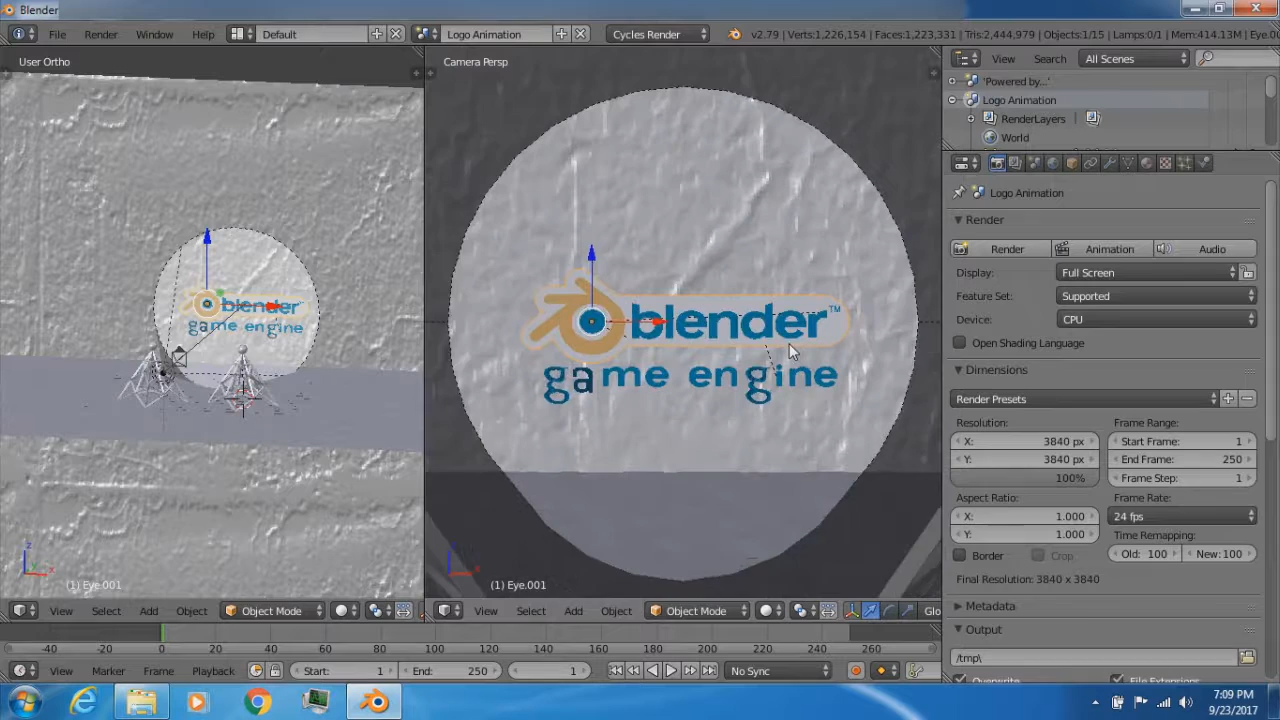 Blender
File Render Window Help Default Logo Animation Cycles Render v2.79 | Verts:1,226,154 | Faces:1,223,331 | Tris:2,444,979 | Objects:1/15 | Lamps:0/1 | Mem:414.13M | Eye.00
User Ortho
Camera Persp
View Search All Scenes
'Powered by...'
Logo Animation
RenderLayers
World
Logo Animation
Render
Render Animation Audio
Display: Full Screen
Feature Set: Supported
Device: CPU
Open Shading Language
Dimensions
Render Presets
Resolution: Frame Range:
X: 3840 px Start Frame: 1
Y: 3840 px End Frame: 250
100% Frame Step: 1
Aspect Ratio: Frame Rate:
X: 1.000 24 fps
Y: 1.000 Time Remapping:
Border Crop Old: 100 New:100
Final Resolution: 3840 x 3840
Metadata
Output
/tmp\
Overwrite File Extensions
blender
game engine
blender™
game engine
(1) Eye.001
(1) Eye.001
View Select Add Object Object Mode
View Select Add Object Object Mode Glo
-40 -20 0 20 40 60 80 100 120 140 160 180 200 220 240 260
View Marker Frame Playback Start: 1 End: 250 1 No Sync
7:09 PM
9/23/2017